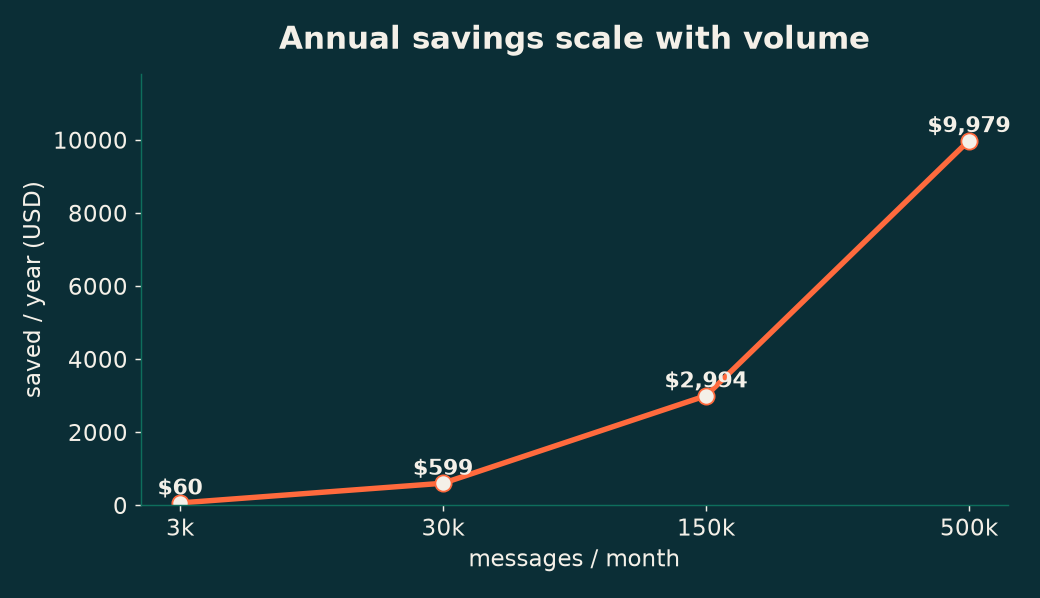 Annual savings scale with volume
saved / year (USD)
10000
8000
6000
4000
2000
0
$60
$599
$2,994
$9,979
3k
30k
150k
500k
messages / month